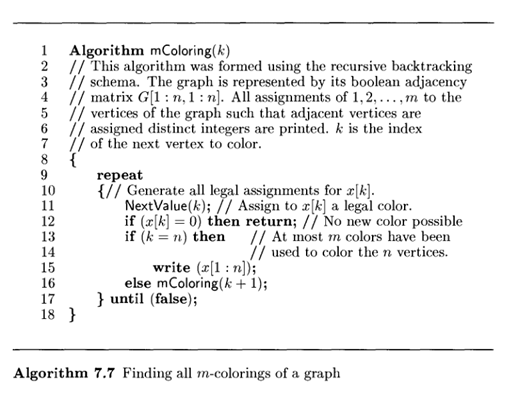 1 Algorithm mColoring(k)
2 // This algorithm was formed using the recursive backtracking
3 // schema. The graph is represented by its boolean adjacency
4 // matrix G[1 : n, 1 : n]. All assignments of 1, 2, . . . , m to the
5 // vertices of the graph such that adjacent vertices are
6 // assigned distinct integers are printed. k is the index
7 // of the next vertex to color.
8 {
9 repeat
10 {// Generate all legal assignments for x[k].
11 NextValue(k); // Assign to x[k] a legal color.
12 if (x[k] = 0) then return; // No new color possible
13 if (k = n) then // At most m colors have been
14 // used to color the n vertices.
15 write (x[1 : n]);
16 else mColoring(k + 1);
17 } until (false);
18 }
Algorithm 7.7 Finding all m-colorings of a graph